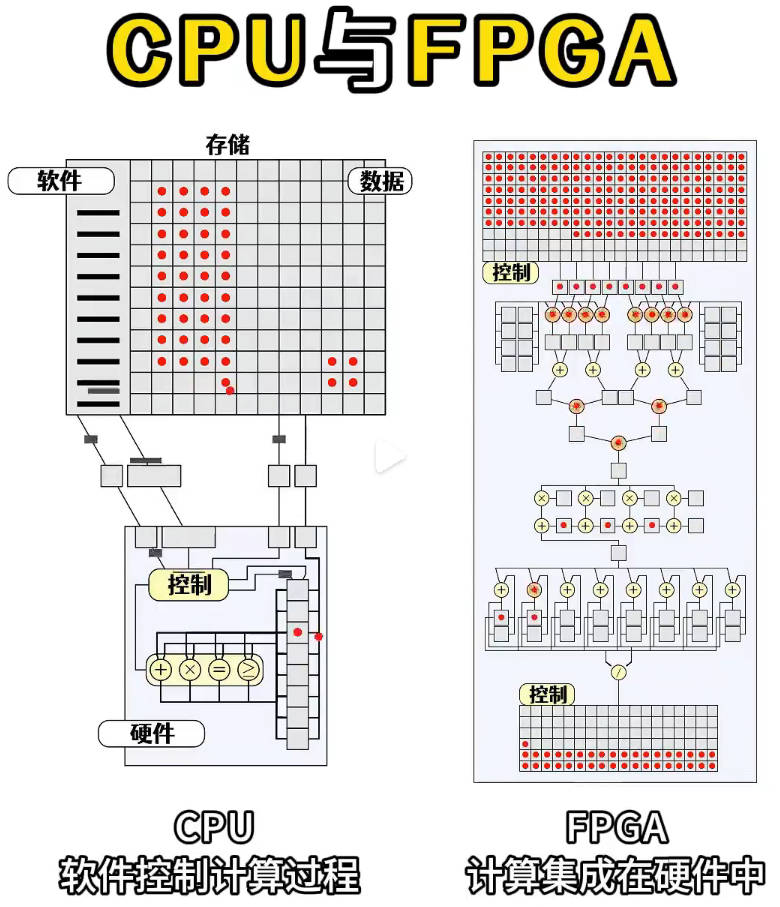 CPU与FPGA
存储
软件
数据
控制
硬件
控制
+
×
=
≥
控制
+
+
+
+
×
×
×
×
+
+
+
+
+
+
+
+
+
+
+
+
/
控制
CPU
软件控制计算过程
FPGA
计算集成在硬件中